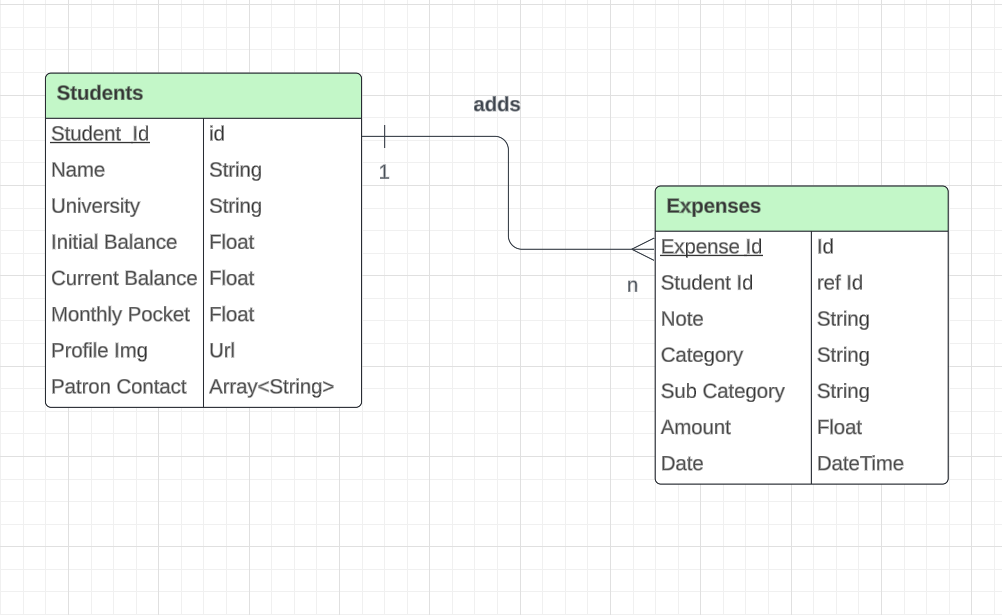 Students
Student_Id id
Name String
University String
Initial Balance Float
Current Balance Float
Monthly Pocket Float
Profile Img Url
Patron Contact Array<String>
adds
1
n
Expenses
Expense Id Id
Student Id ref Id
Note String
Category String
Sub Category String
Amount Float
Date DateTime